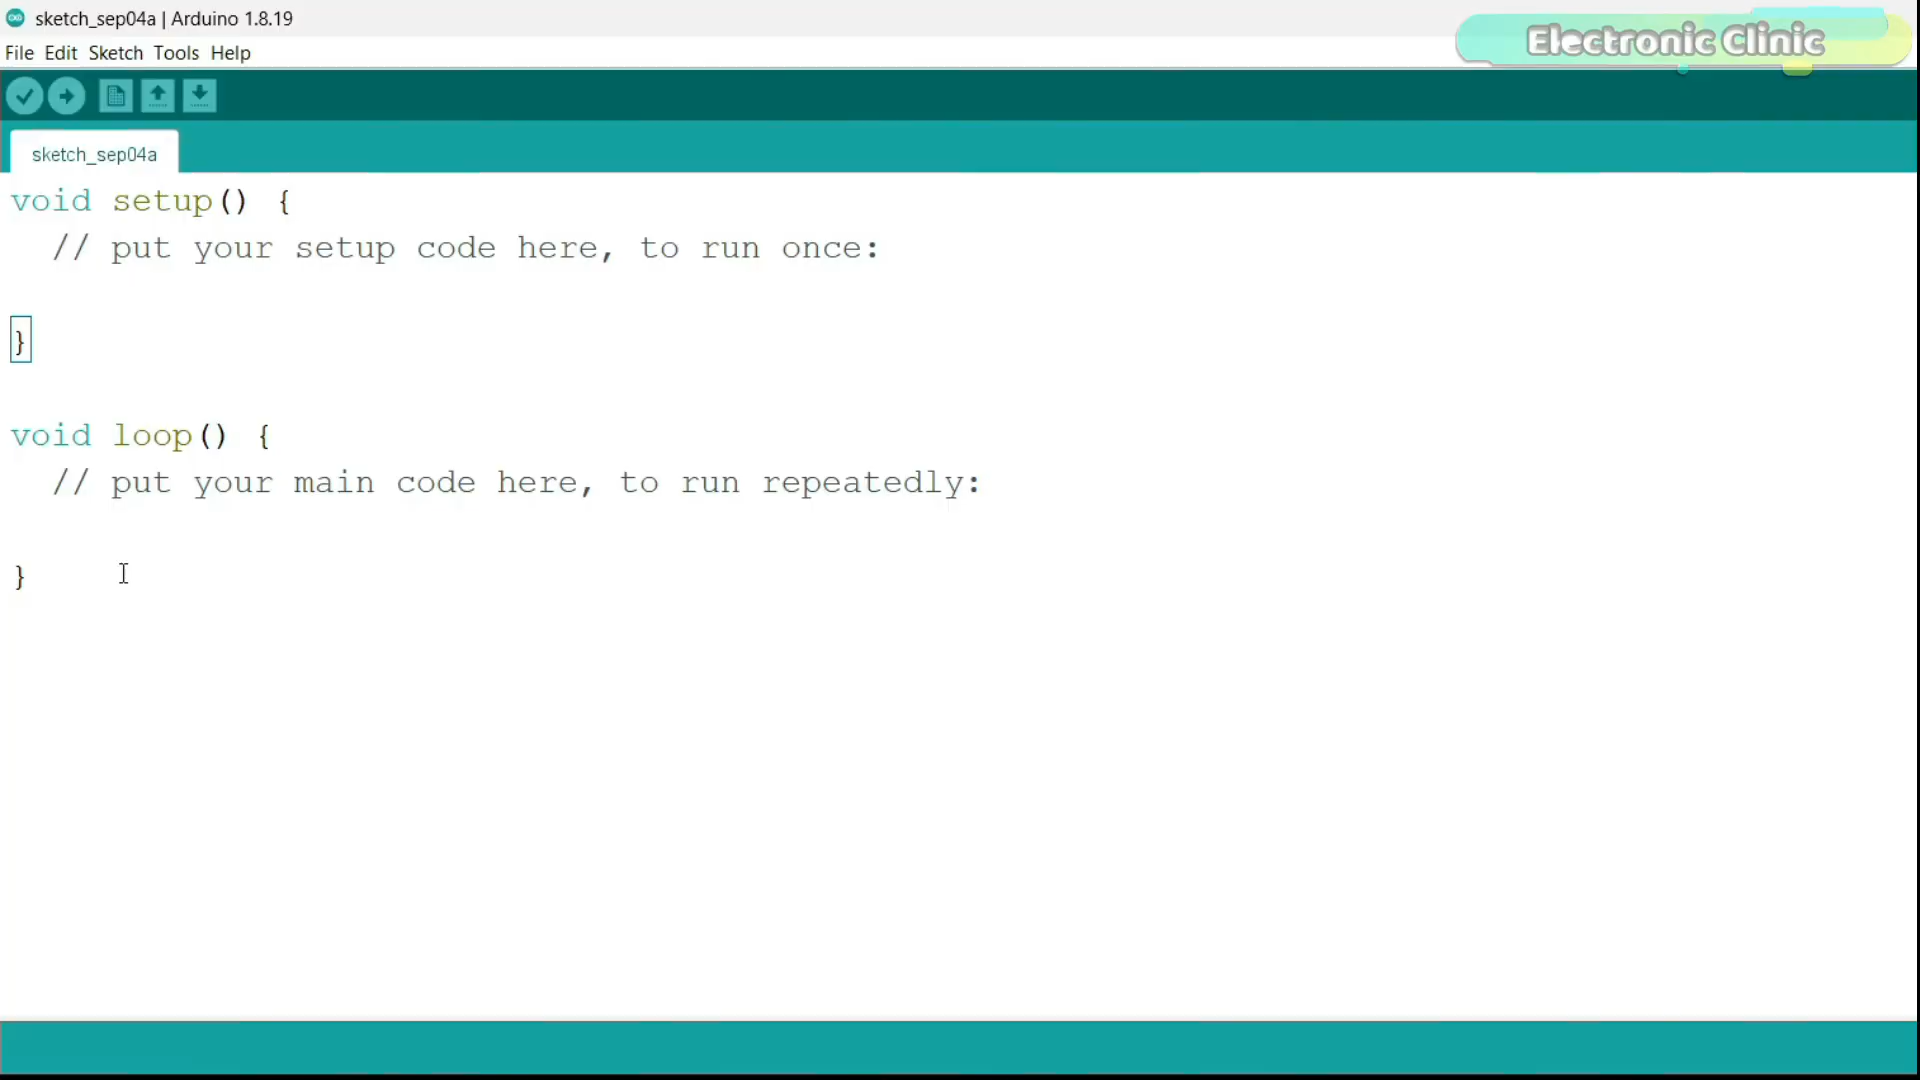 sketch_sep04a | Arduino 1.8.19
Electronic Clinic
File Edit Sketch Tools Help
sketch_sep04a
void setup() {
  // put your setup code here, to run once:
}
void loop() {
  // put your main code here, to run repeatedly:
}